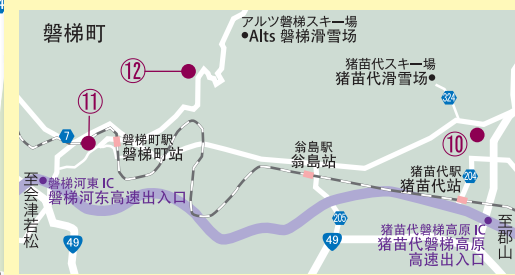 磐梯町
アルツ磐梯スキー場
Alts 磐梯滑雪场
猪苗代スキー場
猪苗代滑雪场
⑫
⑪
⑩
7
324
磐梯町駅
磐梯町站
翁島駅
翁岛站
猪苗代駅
猪苗代站
204
至会津若松
磐梯河東 IC
磐梯河东高速出入口
205
49
49
猪苗代磐梯高原 IC
猪苗代磐梯高原
高速出入口
至郡山